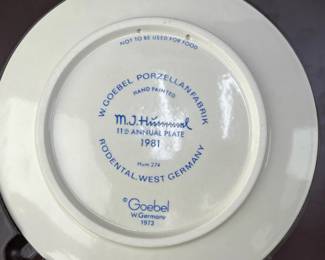 NOT TO BE USED FOR FOOD
W. GOEBEL PORZELLANFABRIK
HAND PAINTED
M.J.Hummel
11th ANNUAL PLATE
1981
Hum 274
RODENTAL, WEST GERMANY
© Goebel
W.Germany
1972